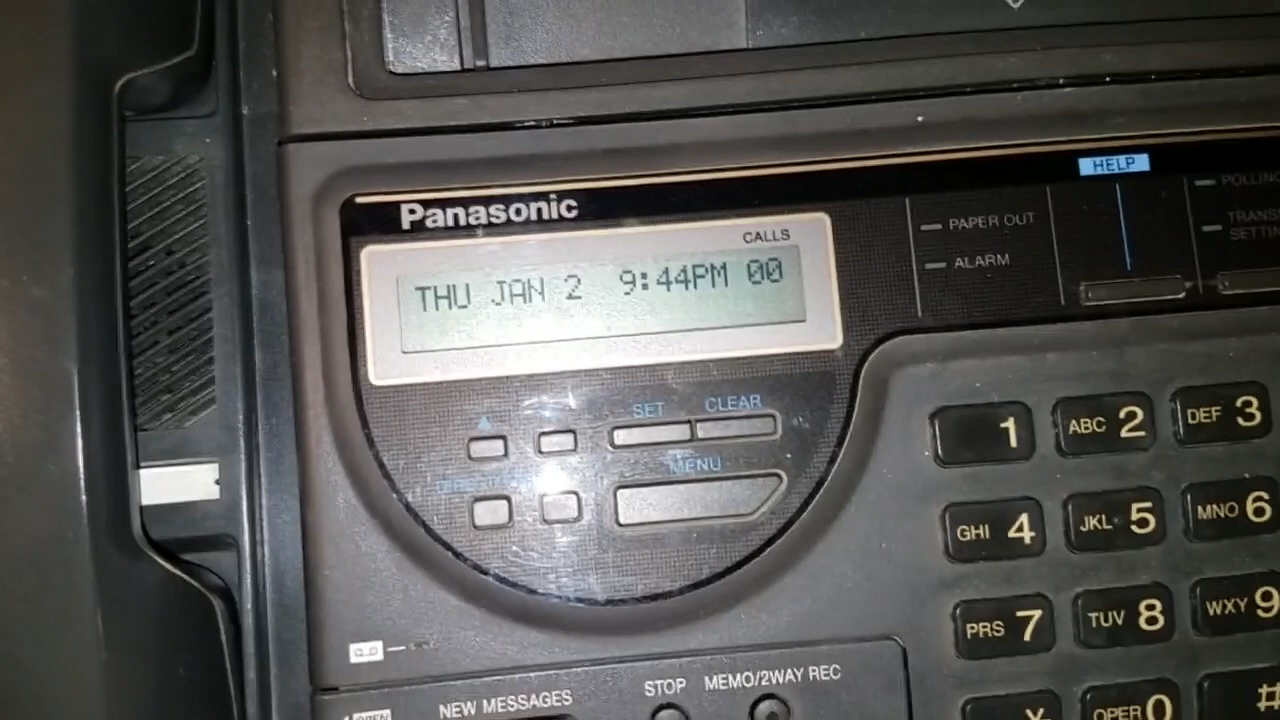 HELP
Panasonic
CALLS
THU JAN 2 9:44PM 00
PAPER OUT
ALARM
SET
CLEAR
MENU
1
ABC 2
DEF 3
GHI 4
JKL 5
MNO 6
PRS 7
TUV 8
WXY 9
OPER 0
#
NEW MESSAGES
STOP
MEMO/2WAY REC